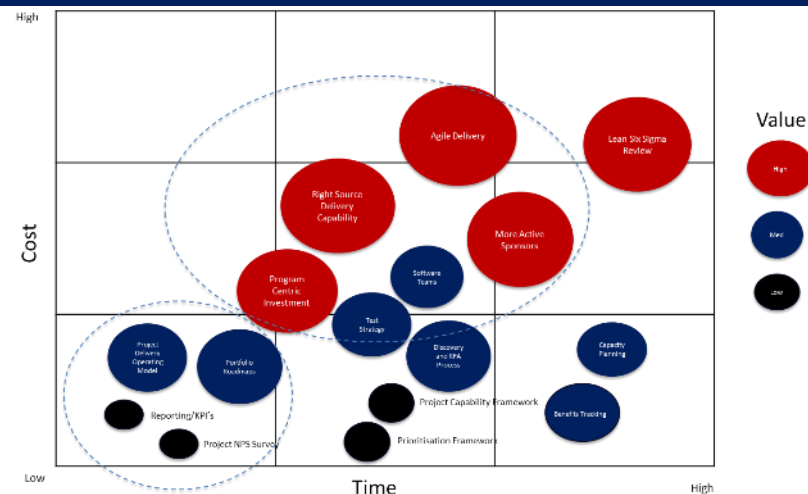 High
Agile Delivery
Lean Six Sigma
Review
Value
High
Right Source
Delivery
Capability
More Active
Sponsors
Med
Cost
Software
Teams
Low
Program
Centric
Investment
Test
Strategy
Project
Delivery
Operating
Model
Portfolio
Roadmaps
Discovery
and RFA
Process
Capacity
Planning
Reporting/KPI's
Project Capability Framework
Benefits Tracking
Project NPS Survey
Prioritisation Framework
Low
Time
High